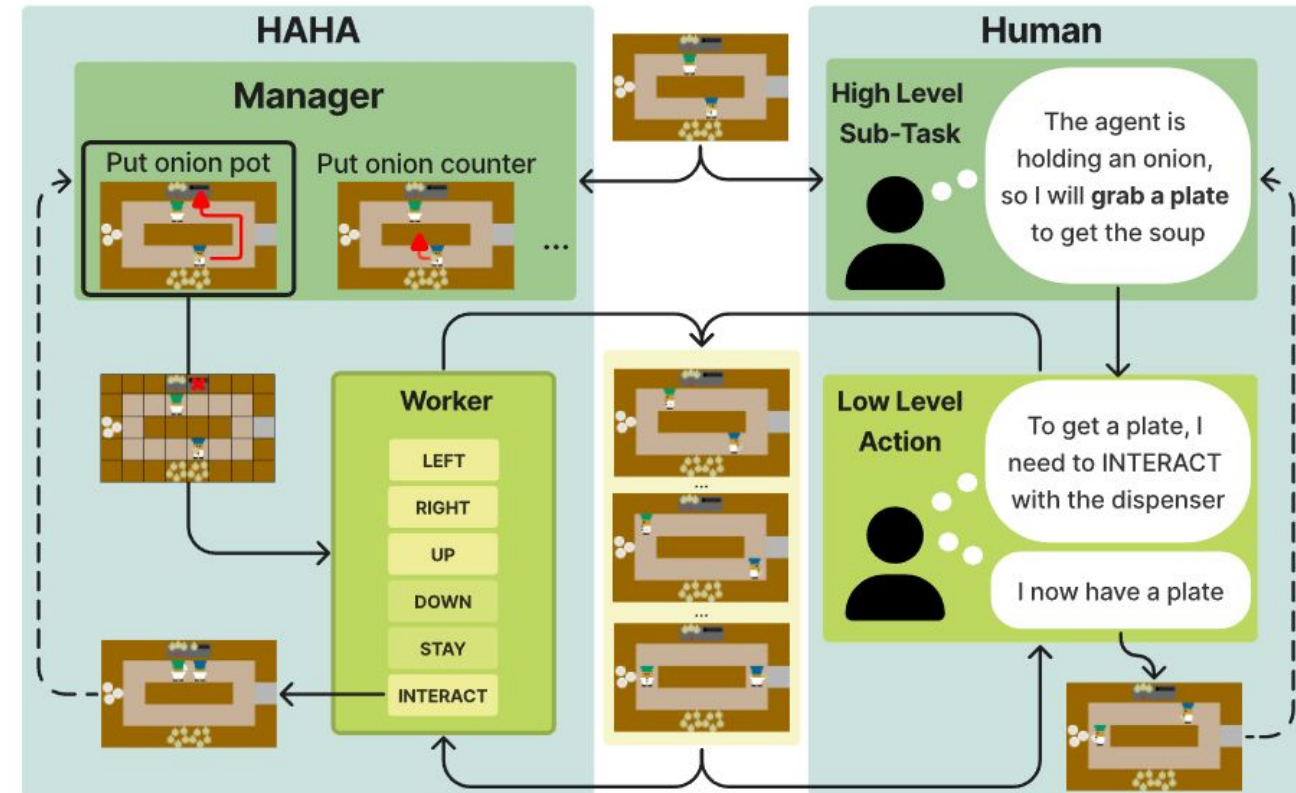 HAHA
Manager
Put onion pot
Put onion counter
...
Worker
LEFT
RIGHT
UP
DOWN
STAY
INTERACT
...
...
Human
High Level
Sub-Task
The agent is
holding an onion,
so I will grab a plate
to get the soup
Low Level
Action
To get a plate, I
need to INTERACT
with the dispenser
I now have a plate